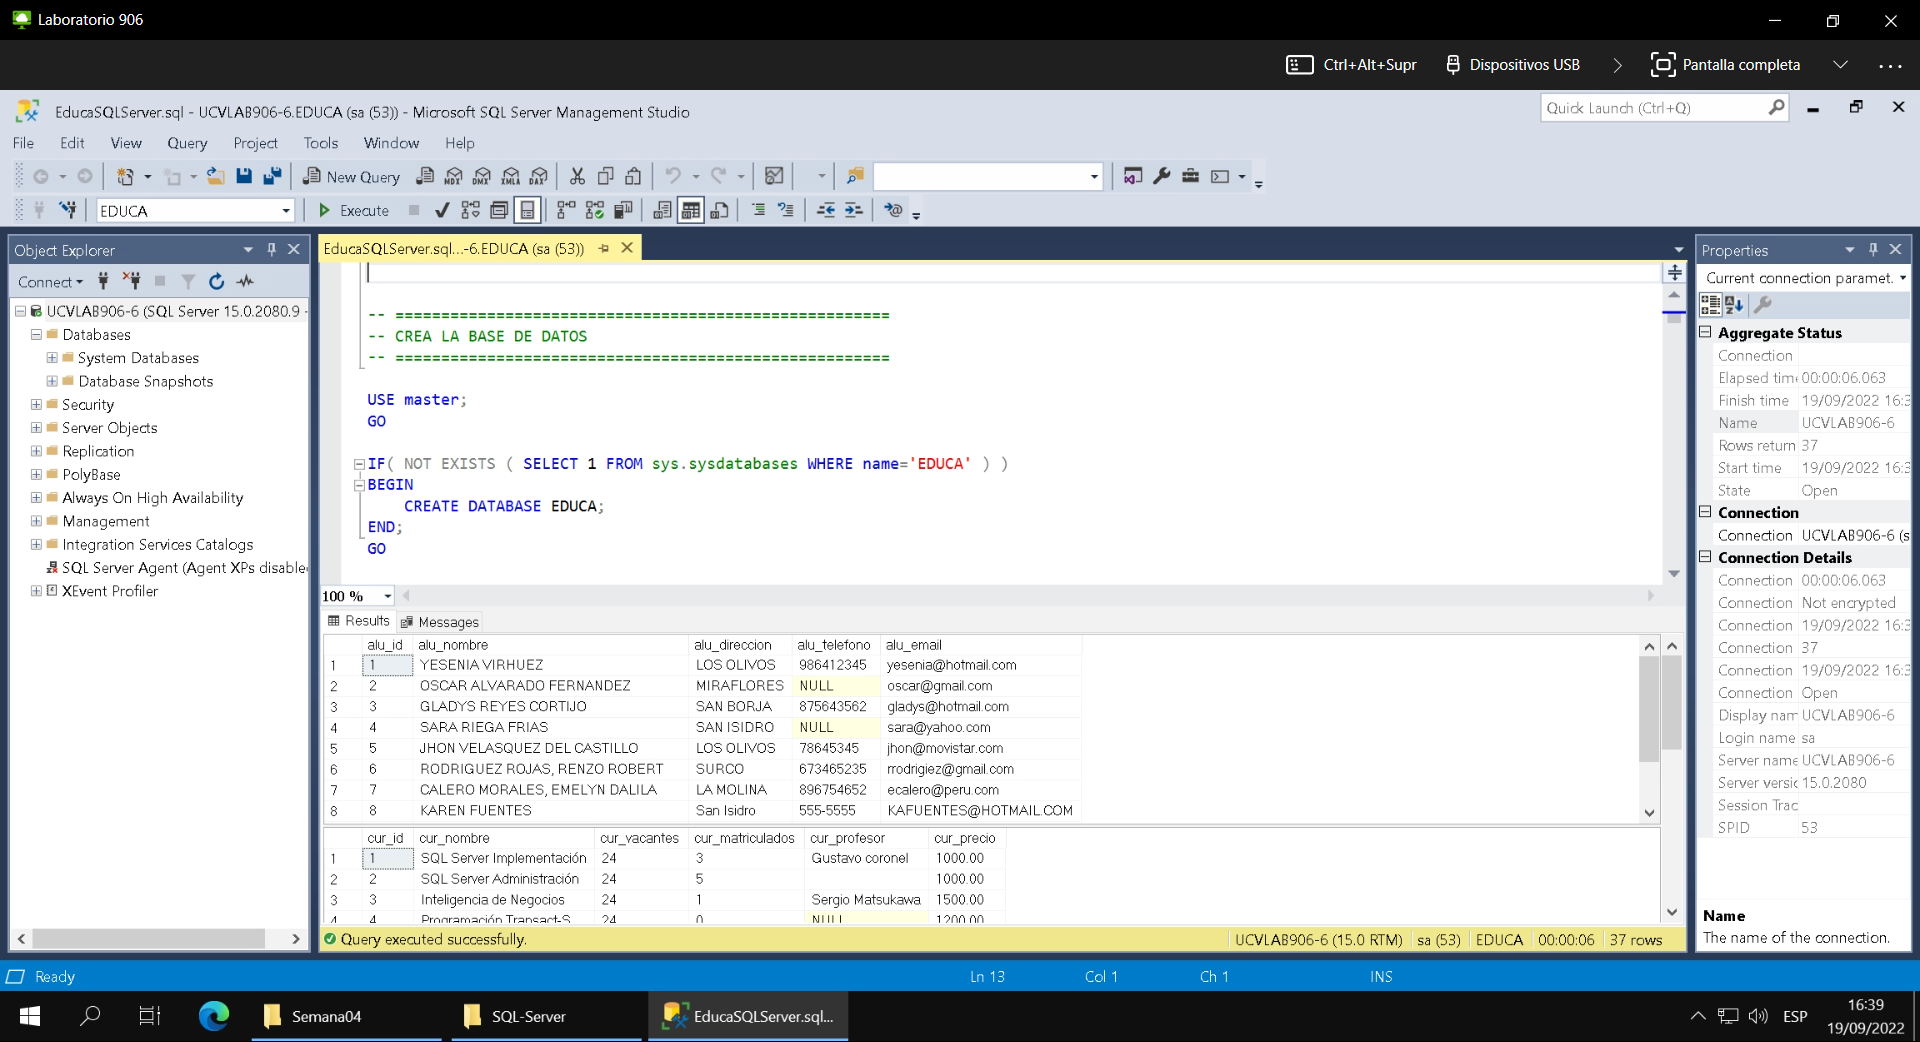 Laboratorio 906
Ctrl+Alt+Supr Dispositivos USB Pantalla completa
EducaSQLServer.sql - UCVLAB906-6.EDUCA (sa (53)) - Microsoft SQL Server Management Studio
Quick Launch (Ctrl+Q)
File Edit View Query Project Tools Window Help
New Query
EDUCA Execute
Object Explorer
Connect
UCVLAB906-6 (SQL Server 15.0.2080.9 -
Databases
System Databases
Database Snapshots
Security
Server Objects
Replication
PolyBase
Always On High Availability
Management
Integration Services Catalogs
SQL Server Agent (Agent XPs disable
XEvent Profiler
EducaSQLServer.sql...-6.EDUCA (sa (53))
-- ======================================================
-- CREA LA BASE DE DATOS
-- ======================================================
USE master;
GO
IF( NOT EXISTS ( SELECT 1 FROM sys.sysdatabases WHERE name='EDUCA' ) )
BEGIN
CREATE DATABASE EDUCA;
END;
GO
100 %
Results Messages
alu_id alu_nombre alu_direccion alu_telefono alu_email
1 1 YESENIA VIRHUEZ LOS OLIVOS 986412345 yesenia@hotmail.com
2 2 OSCAR ALVARADO FERNANDEZ MIRAFLORES NULL oscar@gmail.com
3 3 GLADYS REYES CORTIJO SAN BORJA 875643562 gladys@hotmail.com
4 4 SARA RIEGA FRIAS SAN ISIDRO NULL sara@yahoo.com
5 5 JHON VELASQUEZ DEL CASTILLO LOS OLIVOS 78645345 jhon@movistar.com
6 6 RODRIGUEZ ROJAS, RENZO ROBERT SURCO 673465235 rrodrigiez@gmail.com
7 7 CALERO MORALES, EMELYN DALILA LA MOLINA 896754652 ecalero@peru.com
8 8 KAREN FUENTES San Isidro 555-5555 KAFUENTES@HOTMAIL.COM
cur_id cur_nombre cur_vacantes cur_matriculados cur_profesor cur_precio
1 1 SQL Server Implementación 24 3 Gustavo coronel 1000.00
2 2 SQL Server Administración 24 5 1000.00
3 3 Inteligencia de Negocios 24 1 Sergio Matsukawa 1500.00
4 4 Programación Transact-S 24 0 NULL 1200.00
Query executed successfully. UCVLAB906-6 (15.0 RTM) sa (53) EDUCA 00:00:06 37 rows
Properties
Current connection paramet.
Aggregate Status
Connection
Elapsed tim 00:00:06.063
Finish time 19/09/2022 16:3
Name UCVLAB906-6
Rows return 37
Start time 19/09/2022 16:3
State Open
Connection
Connection UCVLAB906-6 (s
Connection Details
Connection 00:00:06.063
Connection Not encrypted
Connection 19/09/2022 16:3
Connection 37
Connection 19/09/2022 16:3
Connection Open
Display nam UCVLAB906-6
Login name sa
Server name UCVLAB906-6
Server versic 15.0.2080
Session Trac
SPID 53
Name
The name of the connection.
Ready Ln 13 Col 1 Ch 1 INS
Semana04 SQL-Server EducaSQLServer.sql... ESP
16:39
19/09/2022